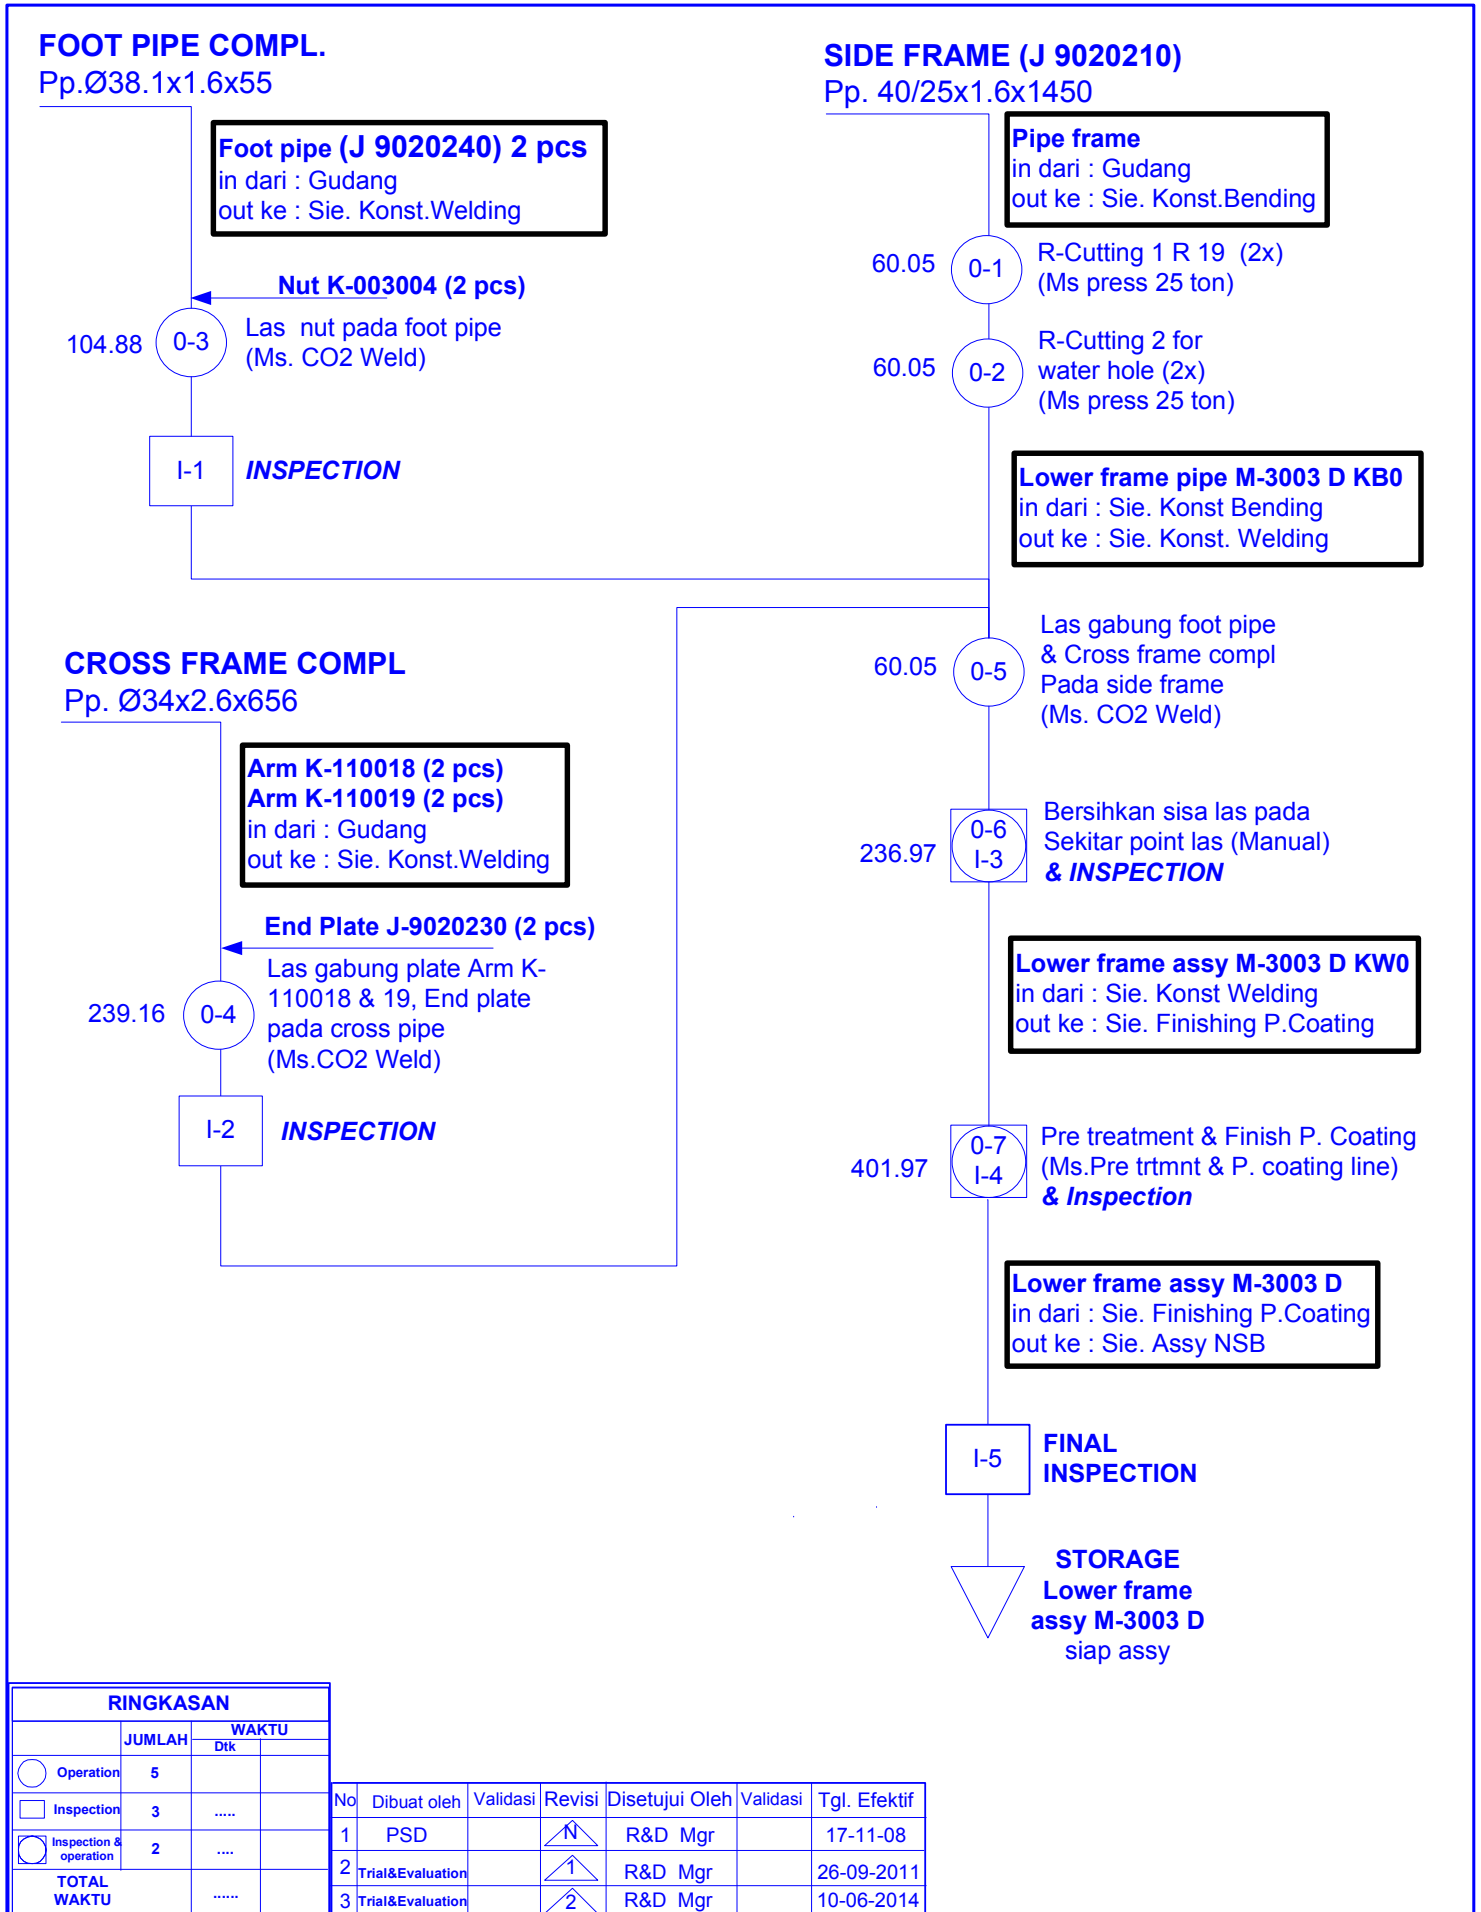 FOOT PIPE COMPL.
Pp.Ø38.1x1.6x55
Foot pipe (J 9020240) 2 pcs
in dari : Gudang
out ke : Sie. Konst.Welding
Nut K-003004 (2 pcs)
104.88
0-3
Las nut pada foot pipe
(Ms. CO2 Weld)
I-1
INSPECTION
CROSS FRAME COMPL
Pp. Ø34x2.6x656
Arm K-110018 (2 pcs)
Arm K-110019 (2 pcs)
in dari : Gudang
out ke : Sie. Konst.Welding
End Plate J-9020230 (2 pcs)
239.16
0-4
Las gabung plate Arm K-
110018 & 19, End plate
pada cross pipe
(Ms.CO2 Weld)
I-2
INSPECTION
SIDE FRAME (J 9020210)
Pp. 40/25x1.6x1450
Pipe frame
in dari : Gudang
out ke : Sie. Konst.Bending
60.05
0-1
R-Cutting 1 R 19 (2x)
(Ms press 25 ton)
60.05
0-2
R-Cutting 2 for
water hole (2x)
(Ms press 25 ton)
Lower frame pipe M-3003 D KB0
in dari : Sie. Konst Bending
out ke : Sie. Konst. Welding
60.05
0-5
Las gabung foot pipe
& Cross frame compl
Pada side frame
(Ms. CO2 Weld)
236.97
0-6
I-3
Bersihkan sisa las pada
Sekitar point las (Manual)
& INSPECTION
Lower frame assy M-3003 D KW0
in dari : Sie. Konst Welding
out ke : Sie. Finishing P.Coating
401.97
0-7
I-4
Pre treatment & Finish P. Coating
(Ms.Pre trtmnt & P. coating line)
& Inspection
Lower frame assy M-3003 D
in dari : Sie. Finishing P.Coating
out ke : Sie. Assy NSB
I-5
FINAL
INSPECTION
STORAGE
Lower frame
assy M-3003 D
siap assy
RINGKASAN
JUMLAH WAKTU
Dtk
Operation 5
Inspection 3 .....
Inspection &
operation 2 ....
TOTAL
WAKTU ......
No Dibuat oleh Validasi Revisi Disetujui Oleh Validasi Tgl. Efektif
1 PSD N R&D Mgr 17-11-08
2 Trial&Evaluation 1 R&D Mgr 26-09-2011
3 Trial&Evaluation 2 R&D Mgr 10-06-2014